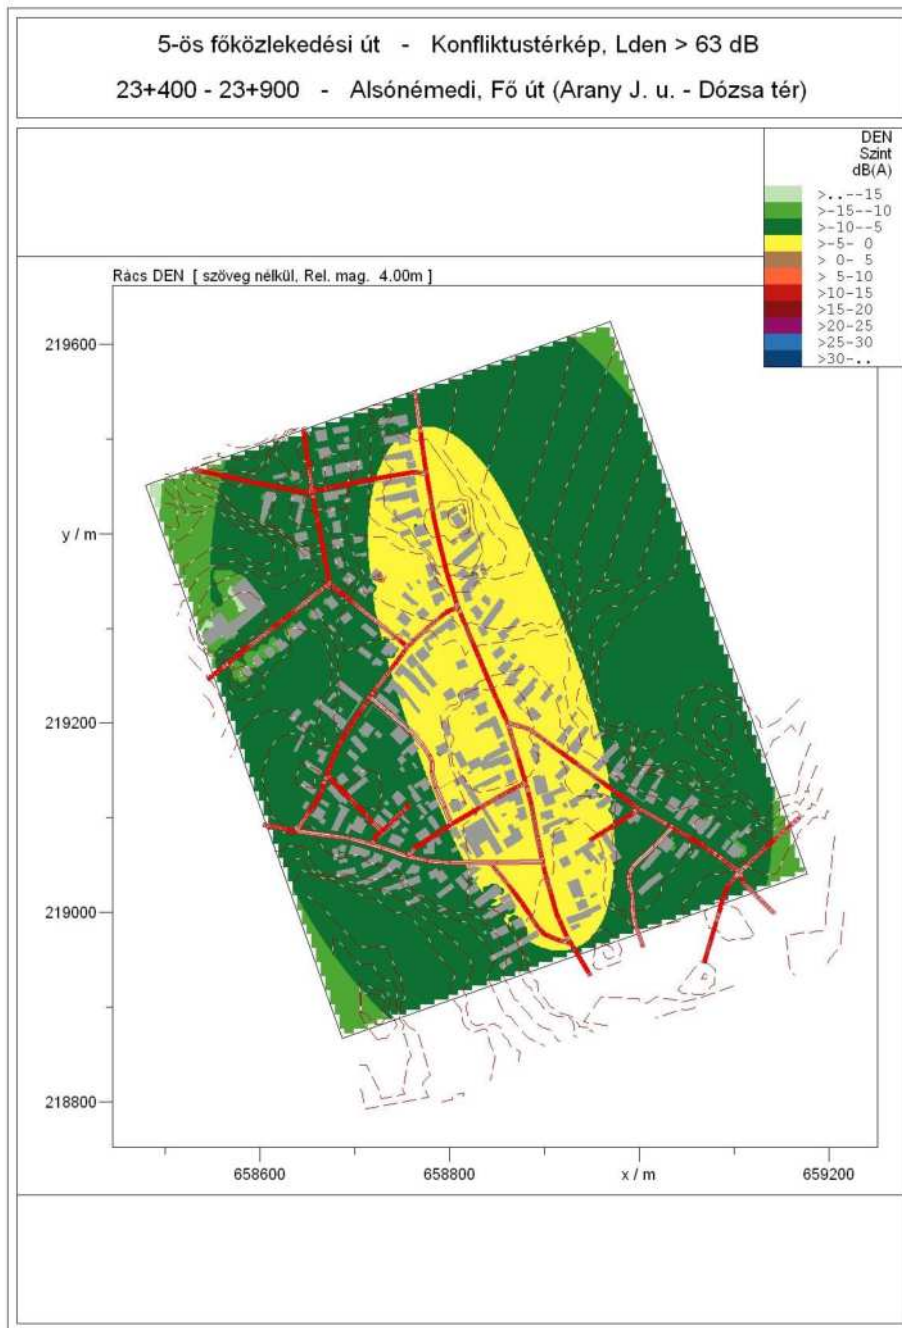 5-ös főközlekedési út - Konfliktustérkép, Lden > 63 dB
23+400 - 23+900 - Alsónémedi, Fő út (Arany J. u. - Dózsa tér)
DEN
Szint
dB(A)
>..--15
>-15--10
>-10--5
>-5- 0
> 0- 5
> 5-10
>10-15
>15-20
>20-25
>25-30
>30-..
Rács DEN [ szöveg nélkül, Rel. mag. 4.00m ]
219600
y / m
219200
219000
218800
658600 658800 x / m 659200